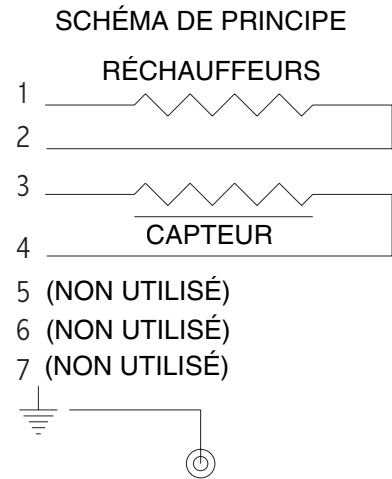 SCHÉMA DE PRINCIPE
RÉCHAUFFEURS
1
2
3
CAPTEUR
4
5 (NON UTILISÉ)
6 (NON UTILISÉ)
7 (NON UTILISÉ)